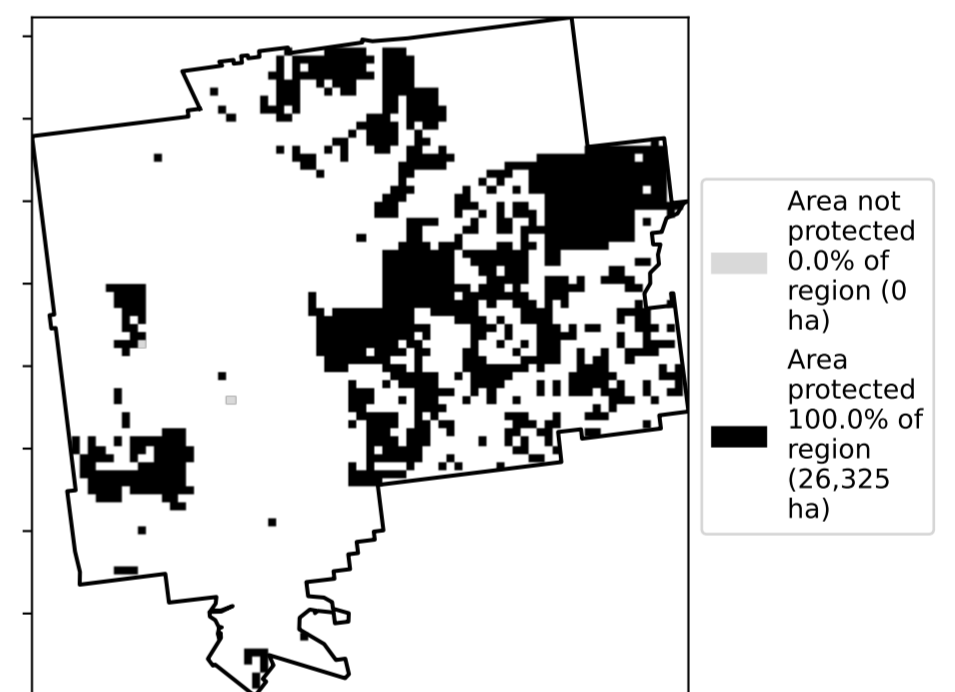 Area not
protected
0.0% of
region (0
ha)
Area
protected
100.0% of
region
(26,325
ha)